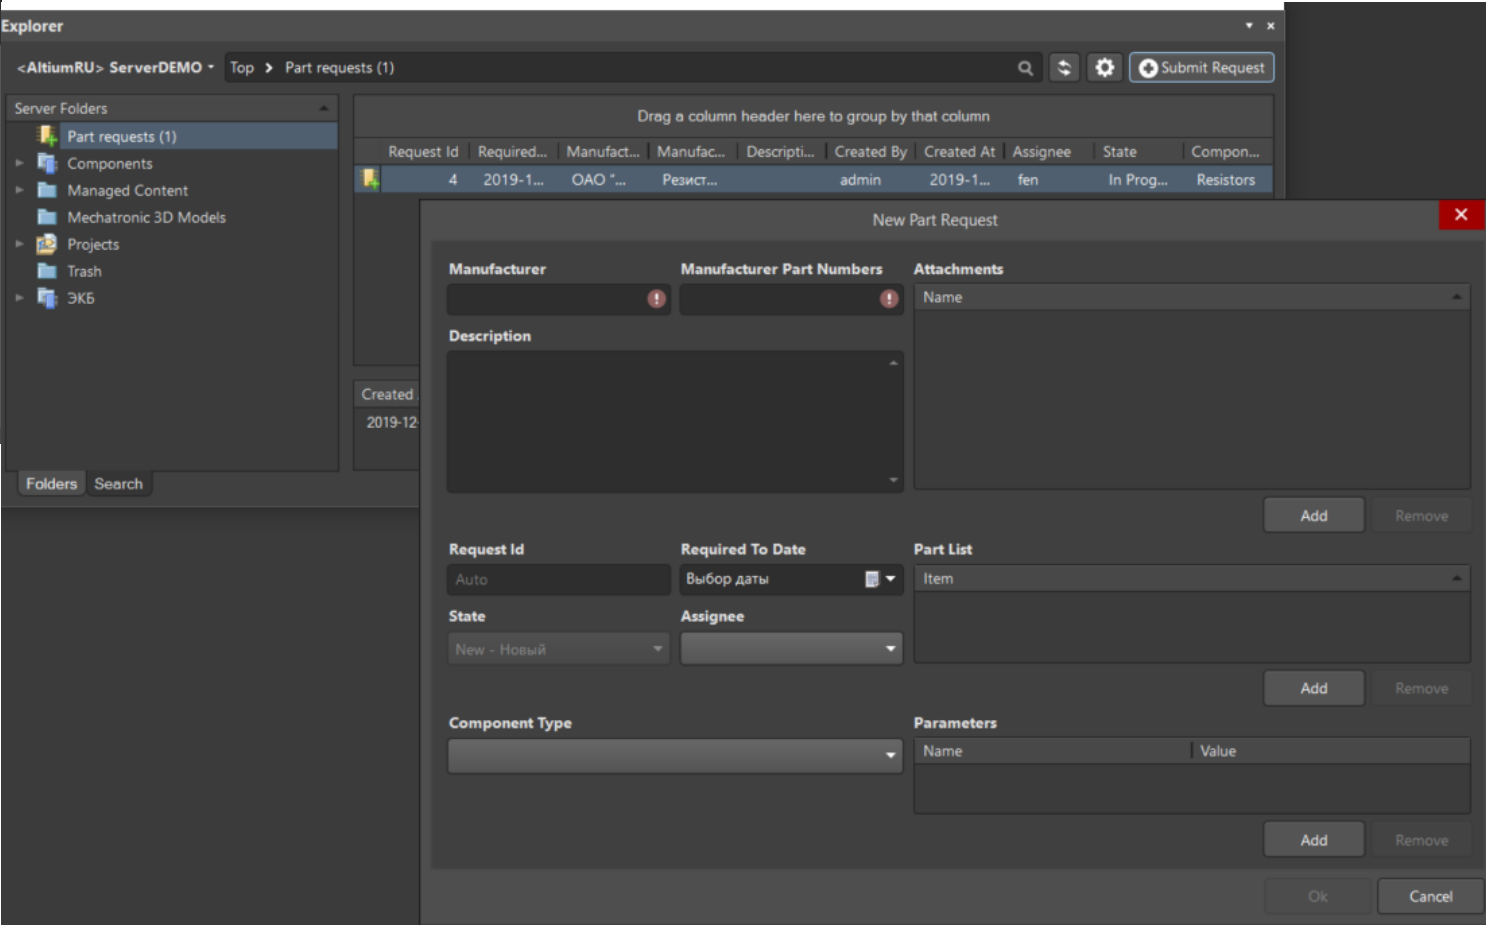 Explorer
<AltiumRU> ServerDEMO
Top > Part requests (1)
Submit Request
Server Folders
Part requests (1)
Components
Managed Content
Mechatronic 3D Models
Projects
Trash
ЭКБ
Folders
Search
Drag a column header here to group by that column
Request Id Required... Manufact... Manufac... Descripti... Created By Created At Assignee State Compon...
4 2019-1... ОАО "... Резист... admin 2019-1... fen In Prog... Resistors
Created
2019-12-
New Part Request
Manufacturer
Manufacturer Part Numbers
Description
Attachments
Name
Add
Remove
Request Id
Auto
Required To Date
Выбор даты
State
New - Новый
Assignee
Part List
Item
Add
Remove
Component Type
Parameters
Name Value
Add
Remove
Ok
Cancel